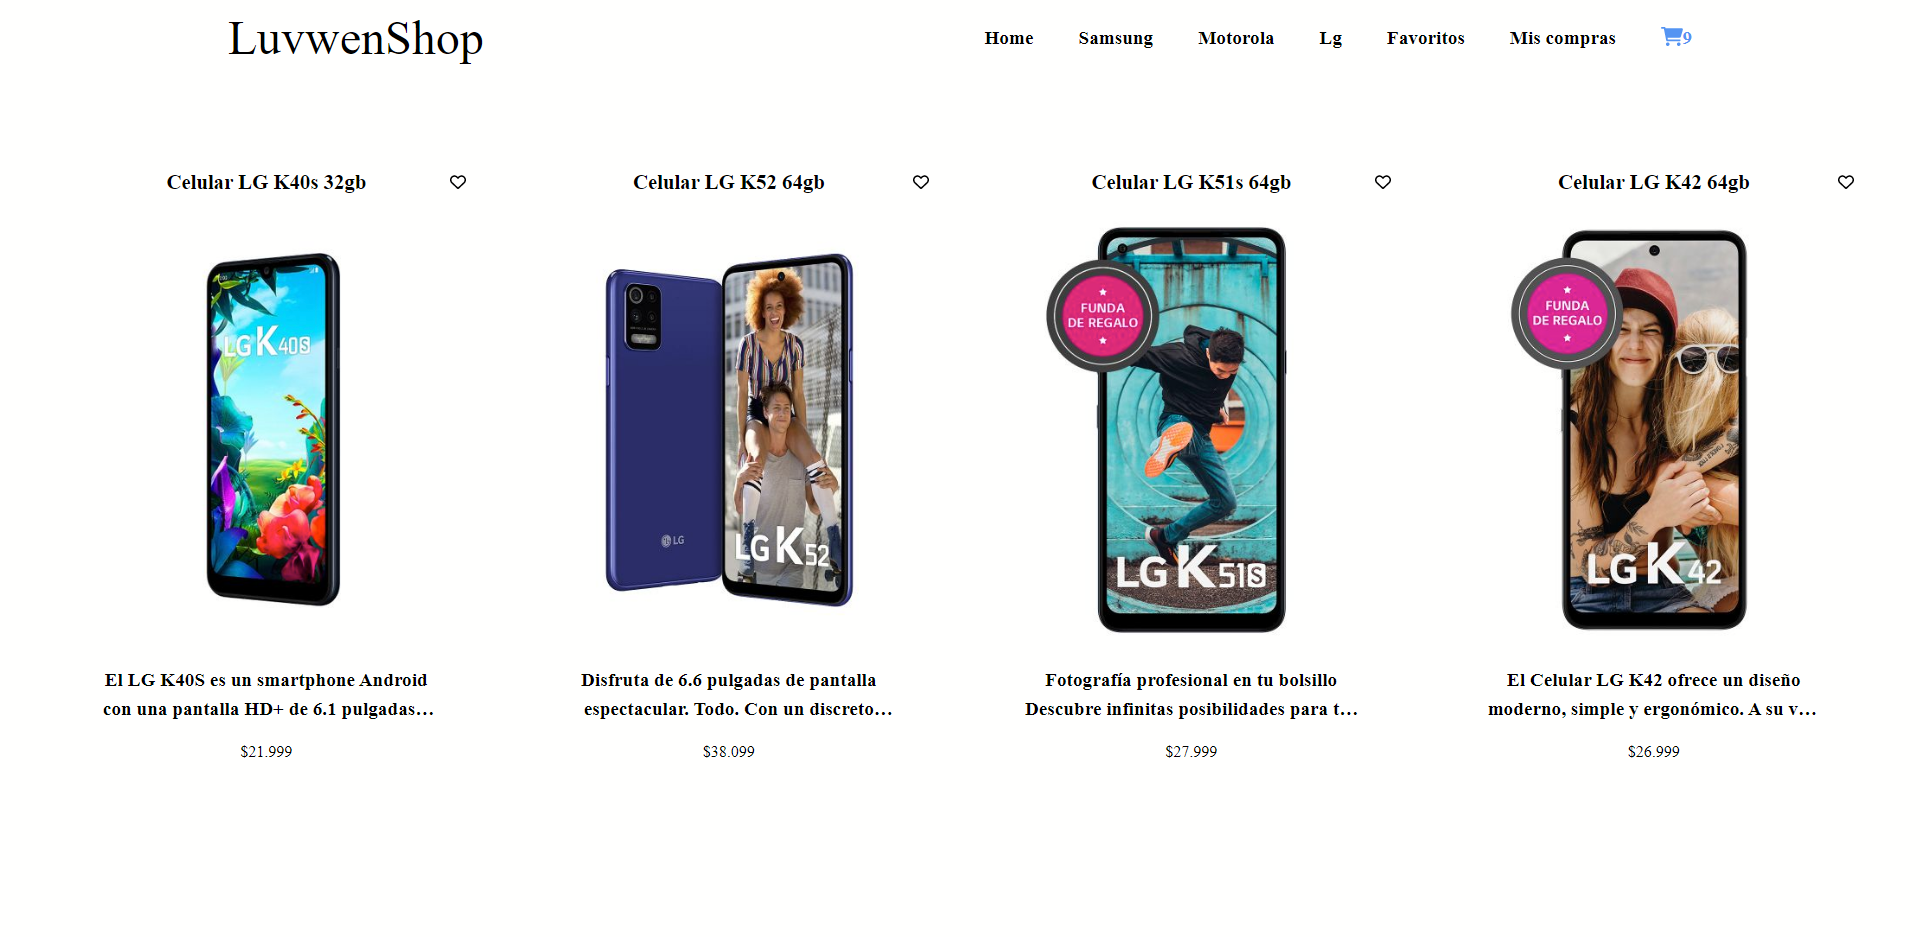 LuvwenShop
Home Samsung Motorola Lg Favoritos Mis compras 9
Celular LG K40s 32gb
LG K40S
El LG K40S es un smartphone Android
con una pantalla HD+ de 6.1 pulgadas…
$21.999
Celular LG K52 64gb
LG
LG K52
Disfruta de 6.6 pulgadas de pantalla
espectacular. Todo. Con un discreto…
$38.099
Celular LG K51s 64gb
FUNDA
DE REGALO
LG K51S
Fotografía profesional en tu bolsillo
Descubre infinitas posibilidades para t…
$27.999
Celular LG K42 64gb
FUNDA
DE REGALO
LG K42
El Celular LG K42 ofrece un diseño
moderno, simple y ergonómico. A su v…
$26.999